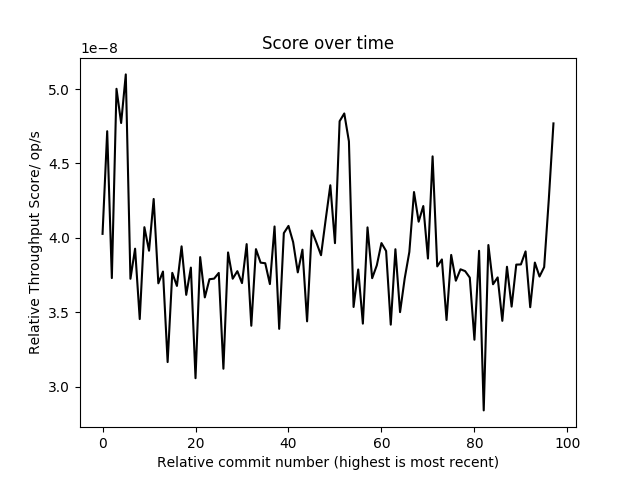 Score over time
1e−8
5.0
4.5
4.0
3.5
3.0
Relative Throughput Score/ op/s
0 20 40 60 80 100
Relative commit number (highest is most recent)